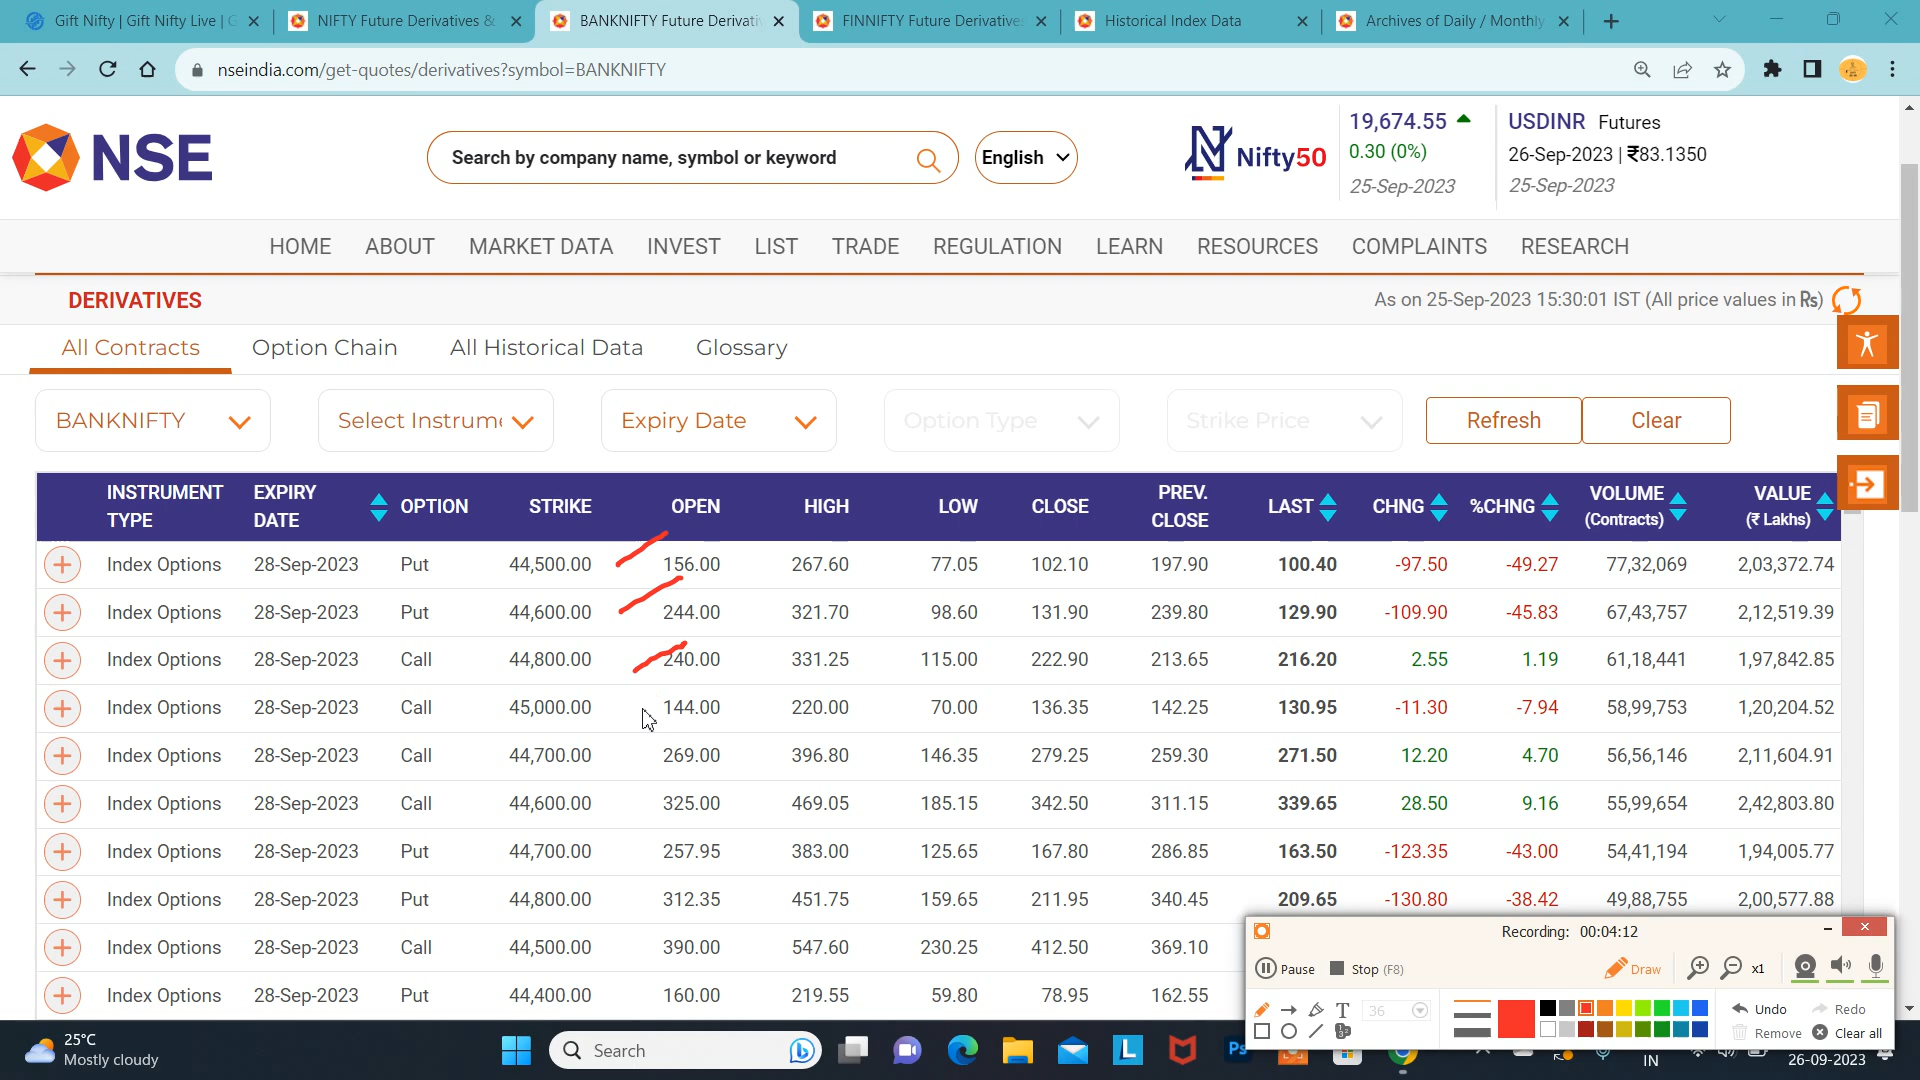 Gift Nifty | Gift Nifty Live | G
NIFTY Future Derivatives &
BANKNIFTY Future Derivativ
FINNIFTY Future Derivatives
Historical Index Data
Archives of Daily / Monthly
nseindia.com/get-quotes/derivatives?symbol=BANKNIFTY
NSE
Search by company name, symbol or keyword
English
Nifty50
19,674.55
0.30 (0%)
25-Sep-2023
USDINR Futures
26-Sep-2023 | ₹83.1350
25-Sep-2023
HOME ABOUT MARKET DATA INVEST LIST TRADE REGULATION LEARN RESOURCES COMPLAINTS RESEARCH
DERIVATIVES
As on 25-Sep-2023 15:30:01 IST (All price values in ₨)
All Contracts Option Chain All Historical Data Glossary
BANKNIFTY Select Instrume Expiry Date Option Type Strike Price Refresh Clear
INSTRUMENT TYPE EXPIRY DATE OPTION STRIKE OPEN HIGH LOW CLOSE PREV. CLOSE LAST CHNG %CHNG VOLUME (Contracts) VALUE (₹ Lakhs)
Index Options 28-Sep-2023 Put 44,500.00 156.00 267.60 77.05 102.10 197.90 100.40 -97.50 -49.27 77,32,069 2,03,372.74
Index Options 28-Sep-2023 Put 44,600.00 244.00 321.70 98.60 131.90 239.80 129.90 -109.90 -45.83 67,43,757 2,12,519.39
Index Options 28-Sep-2023 Call 44,800.00 240.00 331.25 115.00 222.90 213.65 216.20 2.55 1.19 61,18,441 1,97,842.85
Index Options 28-Sep-2023 Call 45,000.00 144.00 220.00 70.00 136.35 142.25 130.95 -11.30 -7.94 58,99,753 1,20,204.52
Index Options 28-Sep-2023 Call 44,700.00 269.00 396.80 146.35 279.25 259.30 271.50 12.20 4.70 56,56,146 2,11,604.91
Index Options 28-Sep-2023 Call 44,600.00 325.00 469.05 185.15 342.50 311.15 339.65 28.50 9.16 55,99,654 2,42,803.80
Index Options 28-Sep-2023 Put 44,700.00 257.95 383.00 125.65 167.80 286.85 163.50 -123.35 -43.00 54,41,194 1,94,005.77
Index Options 28-Sep-2023 Put 44,800.00 312.35 451.75 159.65 211.95 340.45 209.65 -130.80 -38.42 49,88,755 2,00,577.88
Index Options 28-Sep-2023 Call 44,500.00 390.00 547.60 230.25 412.50 369.10
Index Options 28-Sep-2023 Put 44,400.00 160.00 219.55 59.80 78.95 162.55
Recording: 00:04:12
Pause Stop (F8) Draw x1
T 36 Undo Redo
Remove Clear all
25°C
Mostly cloudy
Search
L
Ps
IN
26-09-2023